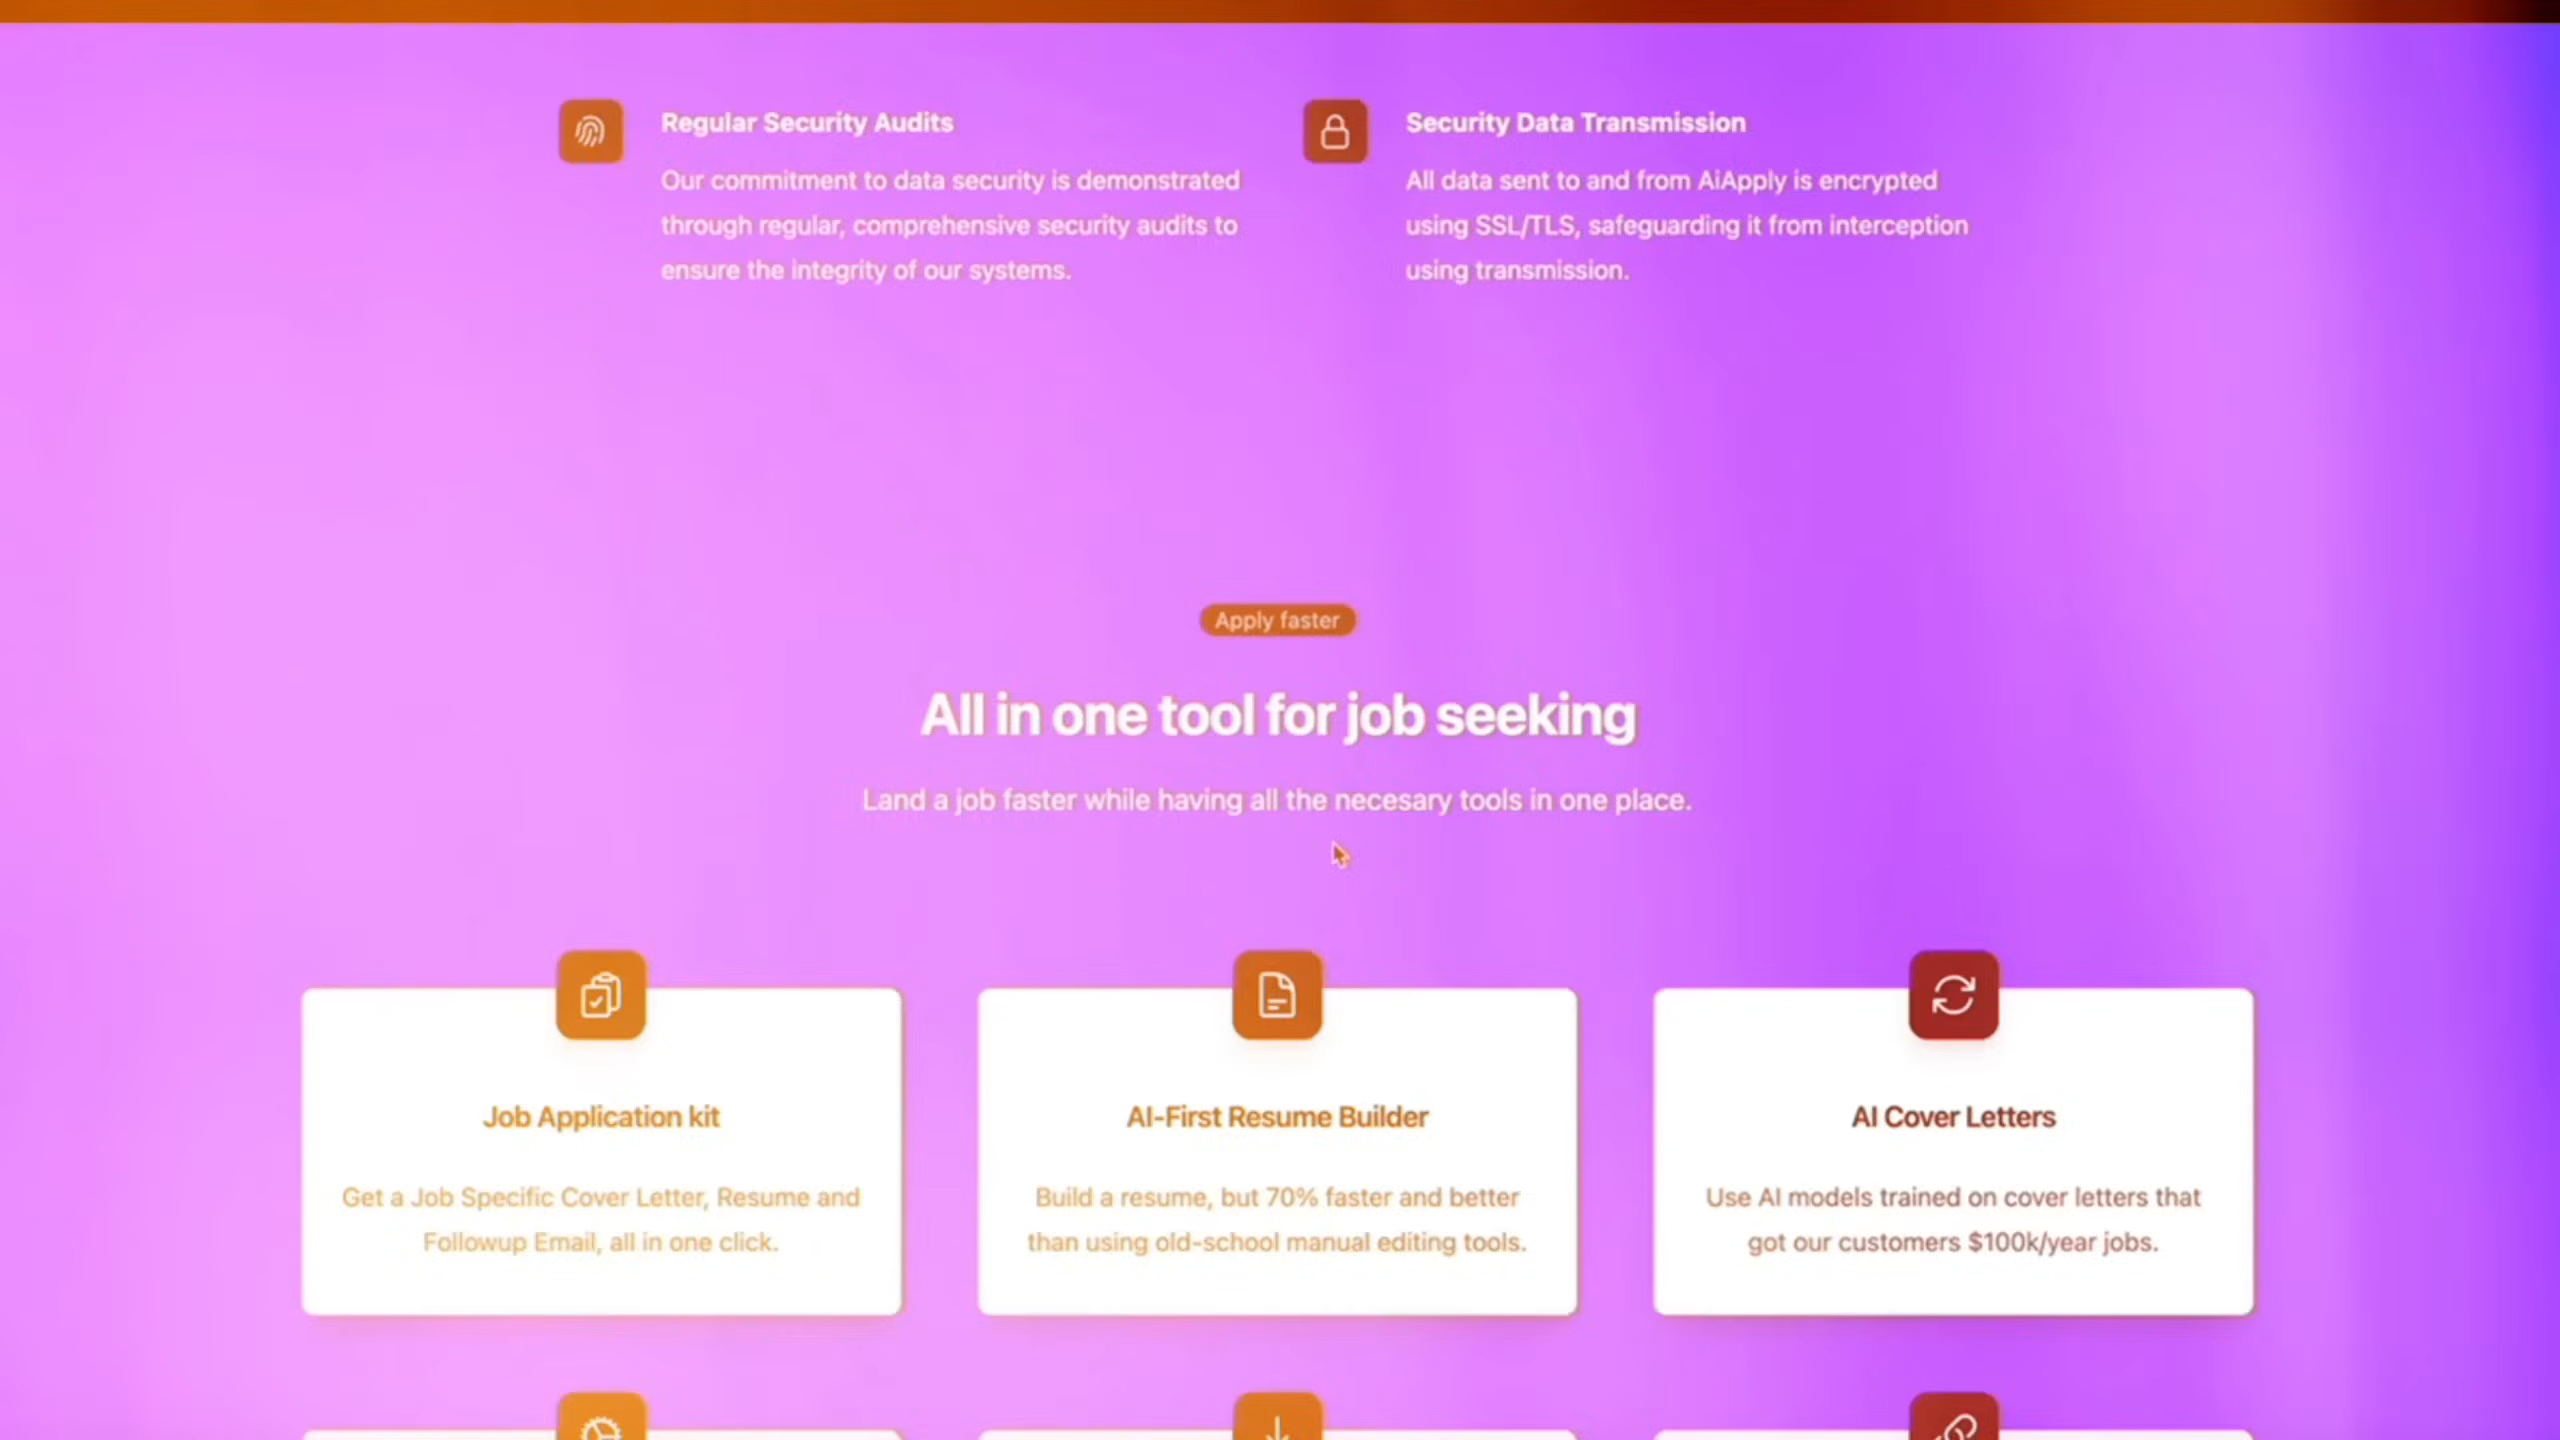 Regular Security Audits
Our commitment to data security is demonstrated
through regular, comprehensive security audits to
ensure the integrity of our systems.
Security Data Transmission
All data sent to and from AiApply is encrypted
using SSL/TLS, safeguarding it from interception
using transmission.
Apply faster
All in one tool for job seeking
Land a job faster while having all the necesary tools in one place.
Job Application kit
Get a Job Specific Cover Letter, Resume and
Followup Email, all in one click.
AI-First Resume Builder
Build a resume, but 70% faster and better
than using old-school manual editing tools.
AI Cover Letters
Use AI models trained on cover letters that
got our customers $100k/year jobs.